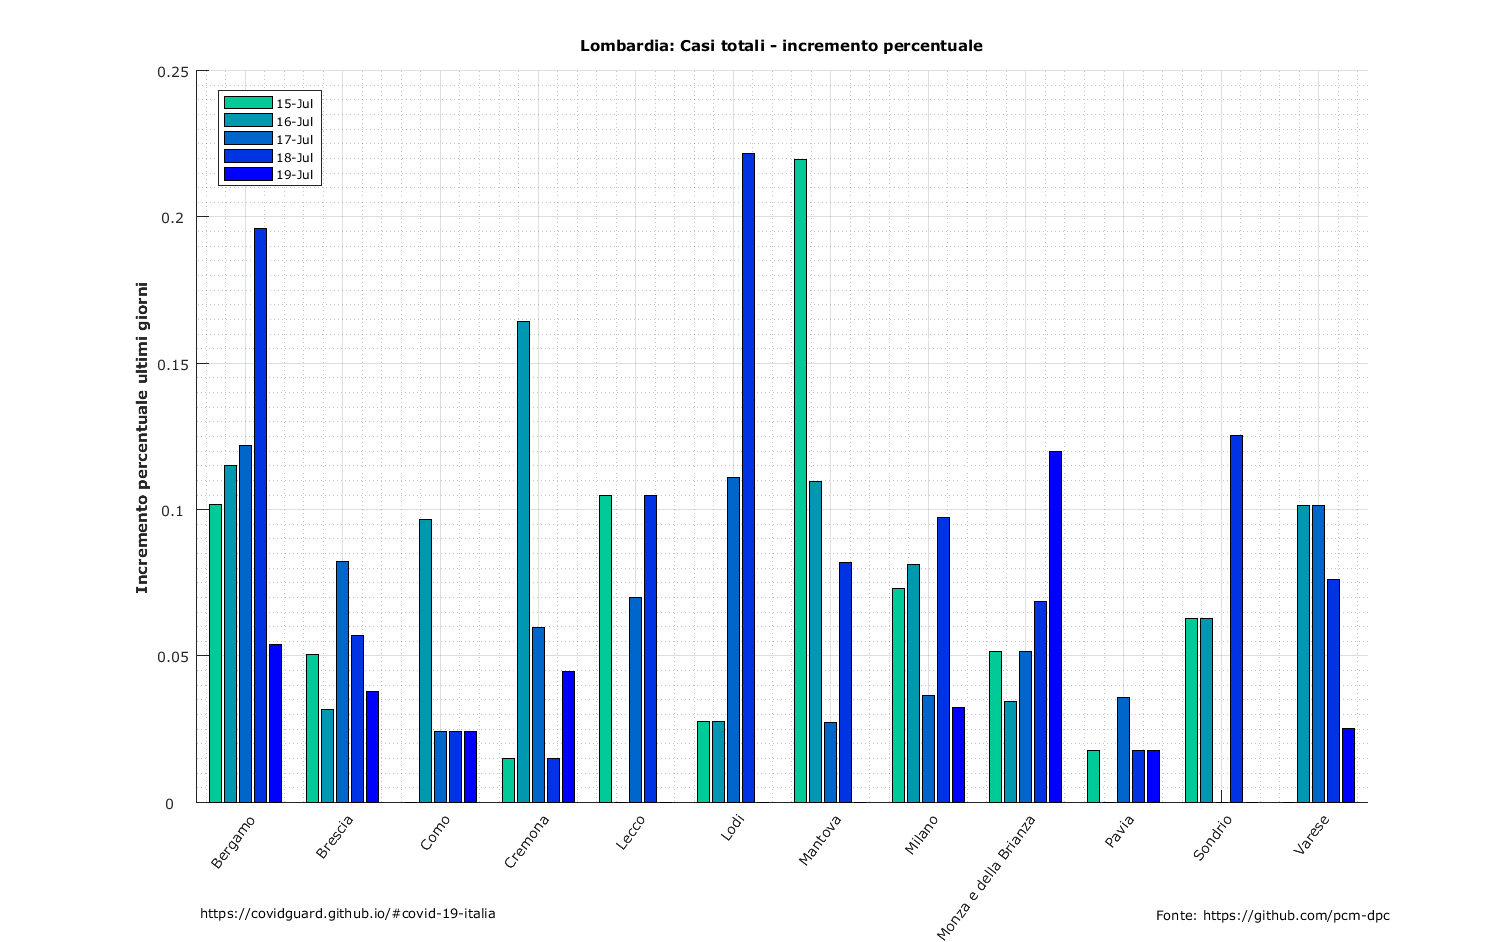 Lombardia: Casi totali - incremento percentuale
0.25
0.2
0.15
0.1
0.05
0
Incremento percentuale ultimi giorni
15-Jul
16-Jul
17-Jul
18-Jul
19-Jul
Bergamo
Brescia
Como
Cremona
Lecco
Lodi
Mantova
Milano
Monza e della Brianza
Pavia
Sondrio
Varese
https://covidguard.github.io/#covid-19-italia
Fonte: https://github.com/pcm-dpc